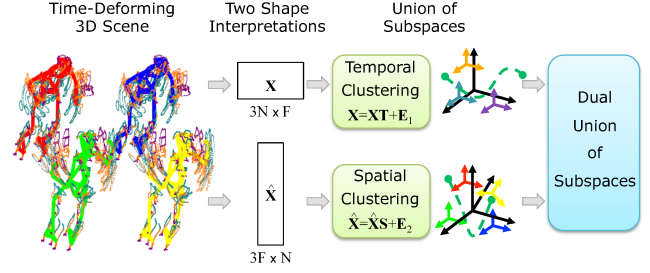 Time-Deforming
3D Scene
Two Shape
Interpretations
Union of
Subspaces
X
3N x F
Temporal
Clustering
X=XT+E₁
X̂
3F x N
Spatial
Clustering
X̂=X̂S+E₂
Dual
Union
of
Subspaces